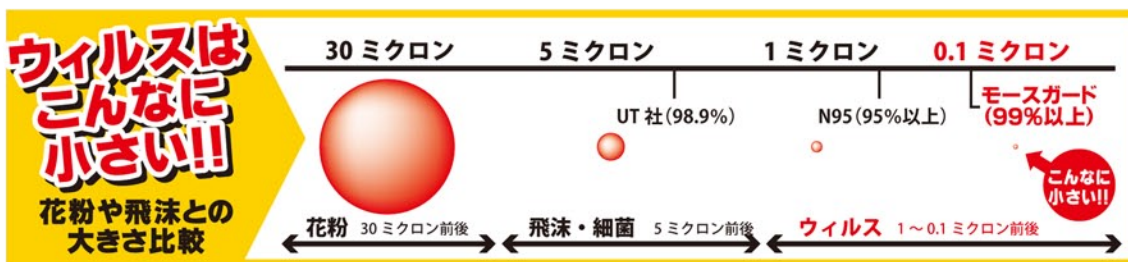 ウィルスは
こんなに
小さい!!
花粉や飛沫との
大きさ比較
30 ミクロン
5 ミクロン
1 ミクロン
0.1 ミクロン
UT 社(98.9%)
N95(95%以上)
モースガード
(99%以上)
こんなに
小さい!!
花粉 30 ミクロン前後
飛沫・細菌 5 ミクロン前後
ウィルス 1 〜 0.1 ミクロン前後